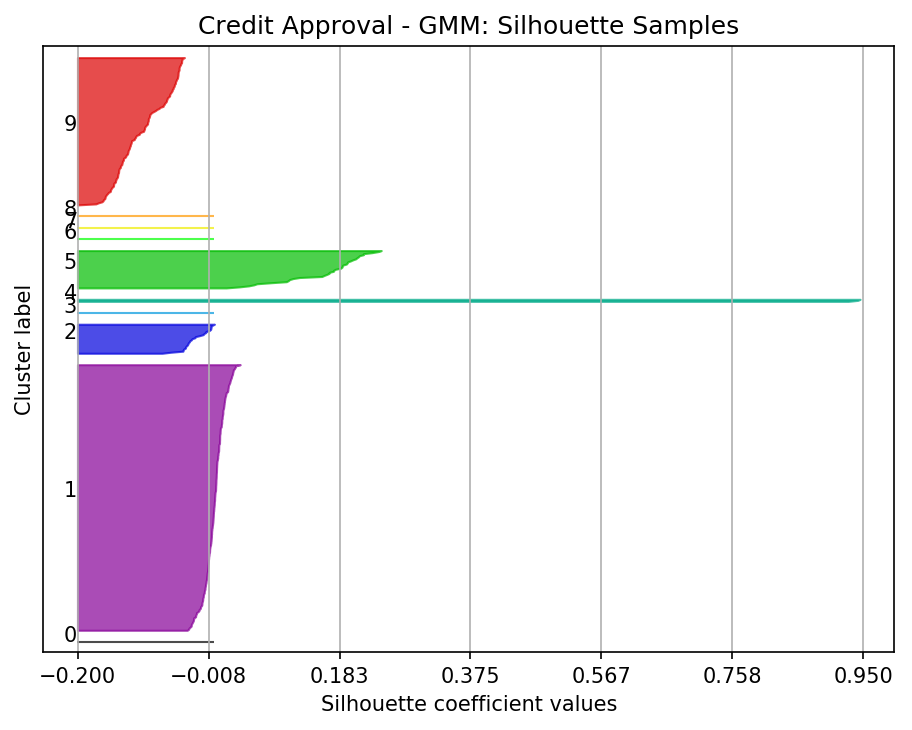 Credit Approval - GMM: Silhouette Samples
9
8
7
6
5
4
3
2
1
0
Cluster label
−0.200 −0.008 0.183 0.375 0.567 0.758 0.950
Silhouette coefficient values